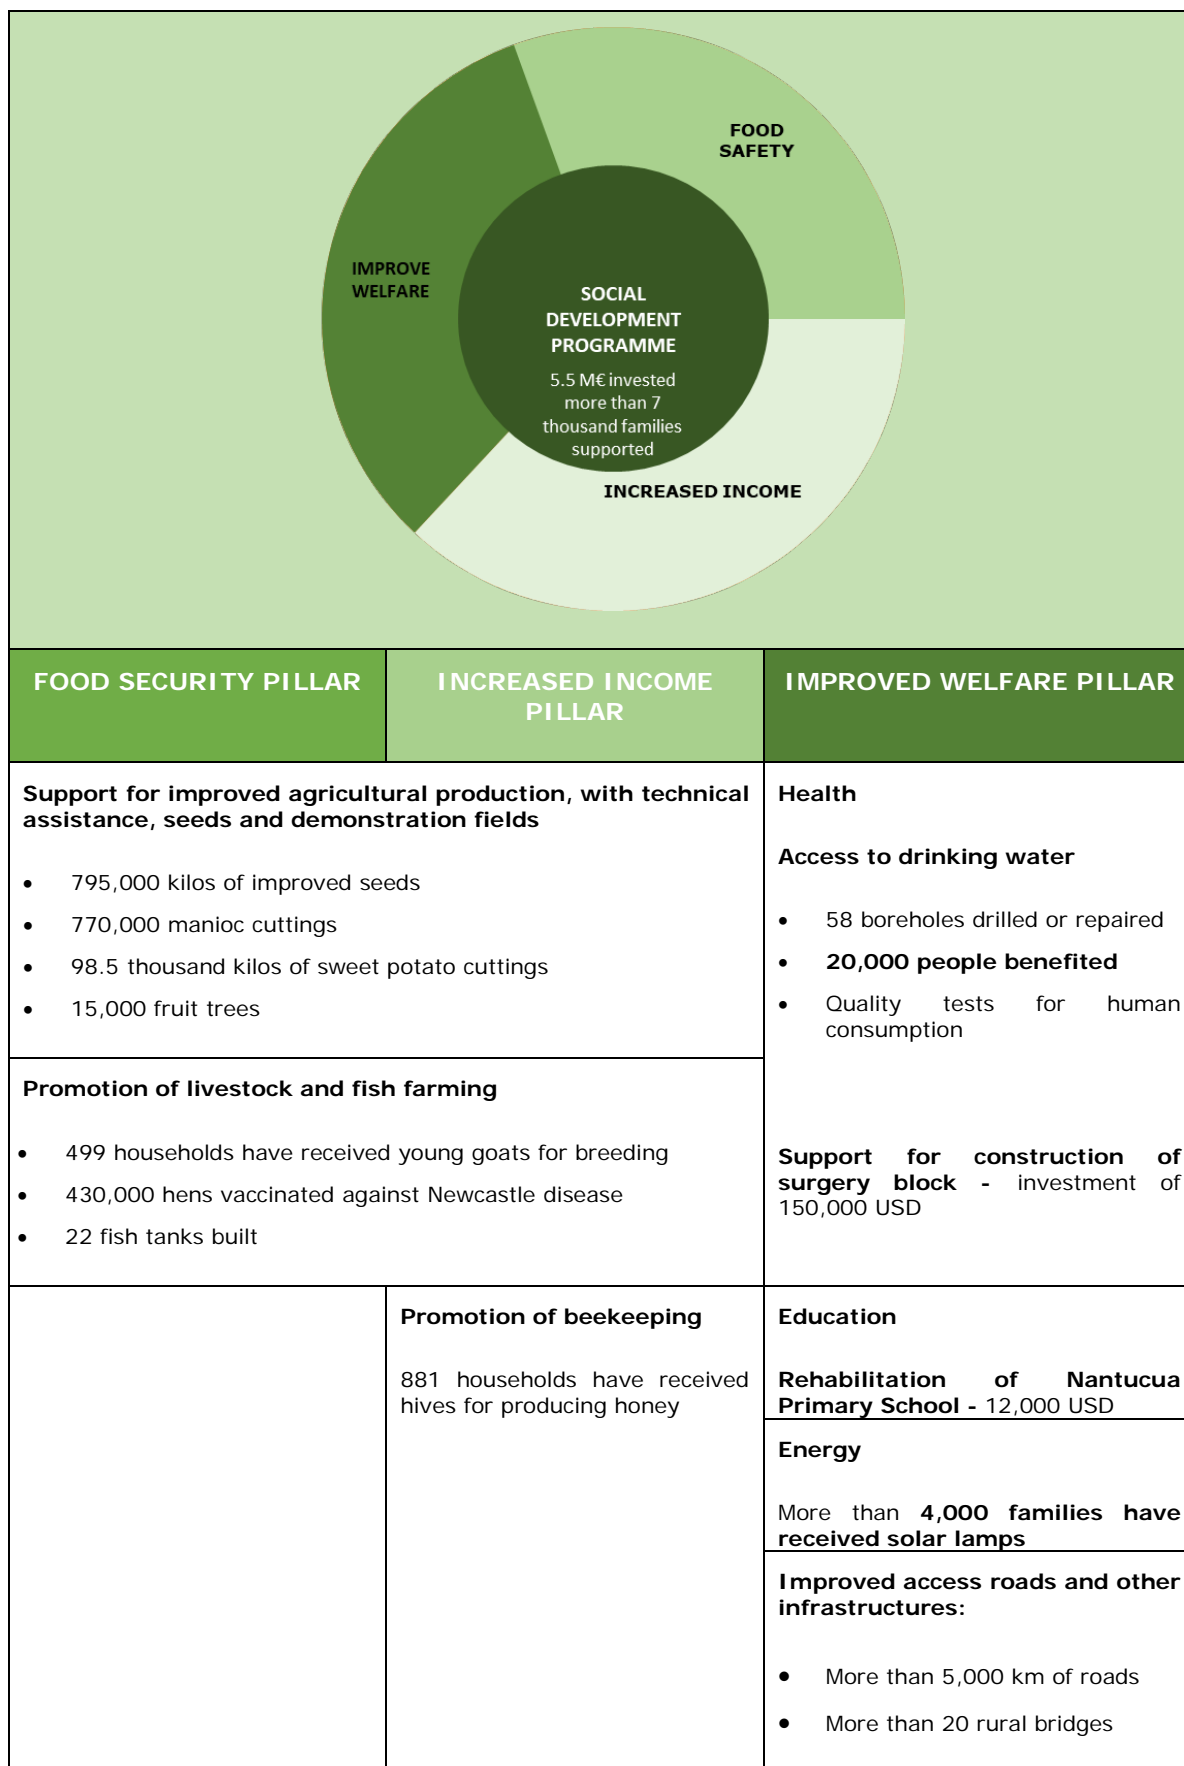 FOOD
SAFETY
IMPROVE
WELFARE
SOCIAL
DEVELOPMENT
PROGRAMME
5.5 M€ invested
more than 7
thousand families
supported
INCREASED INCOME
FOOD SECURITY PILLAR
INCREASED INCOME
PILLAR
IMPROVED WELFARE PILLAR
Support for improved agricultural production, with technical
assistance, seeds and demonstration fields
• 795,000 kilos of improved seeds
• 770,000 manioc cuttings
• 98.5 thousand kilos of sweet potato cuttings
• 15,000 fruit trees
Health
Access to drinking water
• 58 boreholes drilled or repaired
• 20,000 people benefited
• Quality tests for human
consumption
Support for construction of
surgery block - investment of
150,000 USD
Promotion of livestock and fish farming
• 499 households have received young goats for breeding
• 430,000 hens vaccinated against Newcastle disease
• 22 fish tanks built
Promotion of beekeeping
881 households have received
hives for producing honey
Education
Rehabilitation of Nantucua
Primary School - 12,000 USD
Energy
More than 4,000 families have
received solar lamps
Improved access roads and other
infrastructures:
• More than 5,000 km of roads
• More than 20 rural bridges